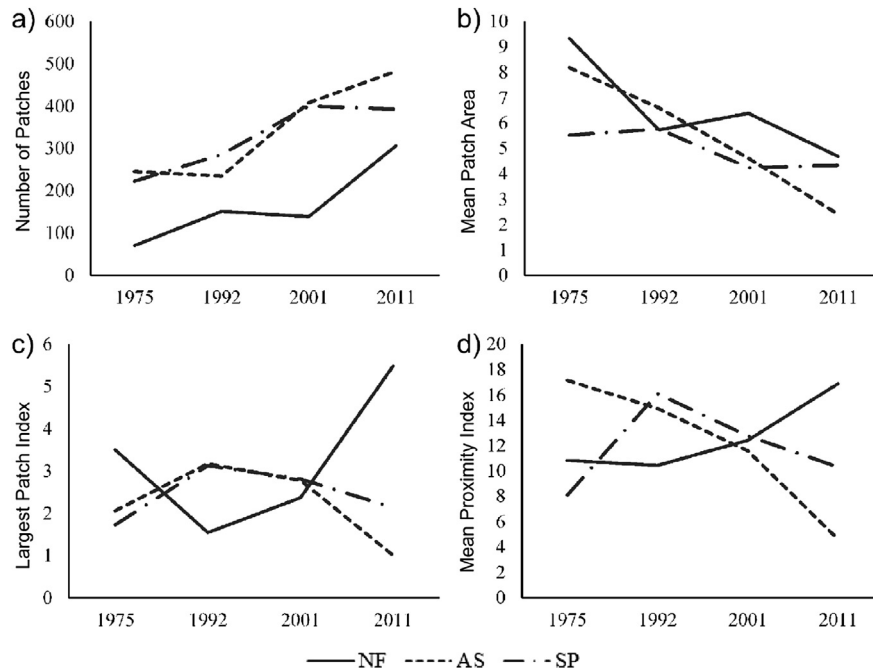 a)
Number of Patches
600
500
400
300
200
100
0
1975 1992 2001 2011
b)
Mean Patch Area
10
9
8
7
6
5
4
3
2
1
0
1975 1992 2001 2011
c)
Largest Patch Index
6
5
4
3
2
1
0
1975 1992 2001 2011
d)
Mean Proximity Index
20
18
16
14
12
10
8
6
4
2
0
1975 1992 2001 2011
NF AS SP